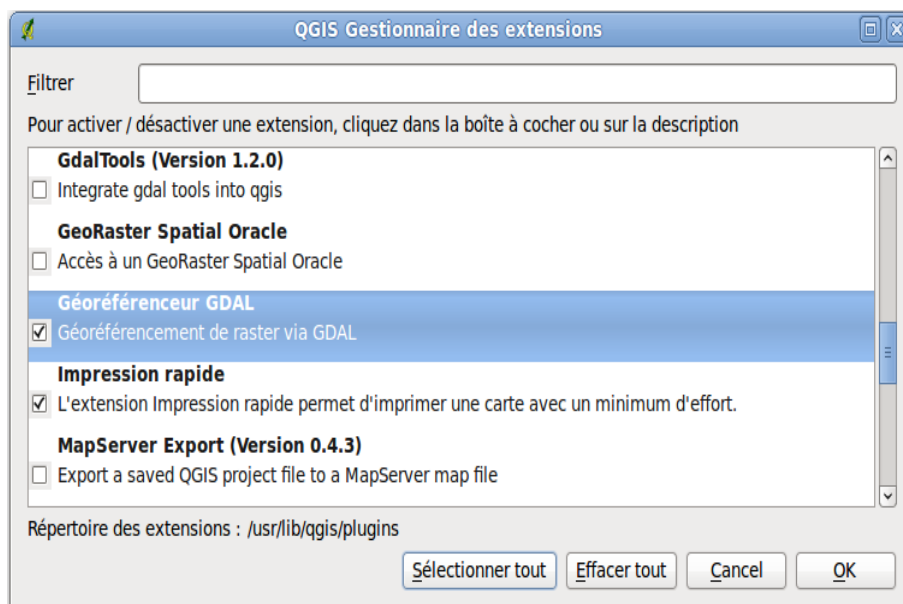 QGIS Gestionnaire des extensions
Filtrer
Pour activer / désactiver une extension, cliquez dans la boîte à cocher ou sur la description
GdalTools (Version 1.2.0)
Integrate gdal tools into qgis
GeoRaster Spatial Oracle
Accès à un GeoRaster Spatial Oracle
Géoréférenceur GDAL
Géoréférencement de raster via GDAL
Impression rapide
L'extension Impression rapide permet d'imprimer une carte avec un minimum d'effort.
MapServer Export (Version 0.4.3)
Export a saved QGIS project file to a MapServer map file
Répertoire des extensions : /usr/lib/qgis/plugins
Sélectionner tout Effacer tout Cancel OK